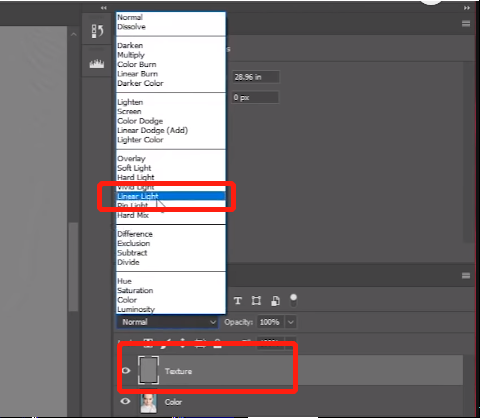 Normal
Dissolve
Darken
Multiply
Color Burn
Linear Burn
Darker Color
Lighten
Screen
Color Dodge
Linear Dodge (Add)
Lighter Color
Overlay
Soft Light
Hard Light
Vivid Light
Linear Light
Pin Light
Hard Mix
Difference
Exclusion
Subtract
Divide
Hue
Saturation
Color
Luminosity
28.96 in
0 px
Normal
Opacity: 100%
Texture
Color